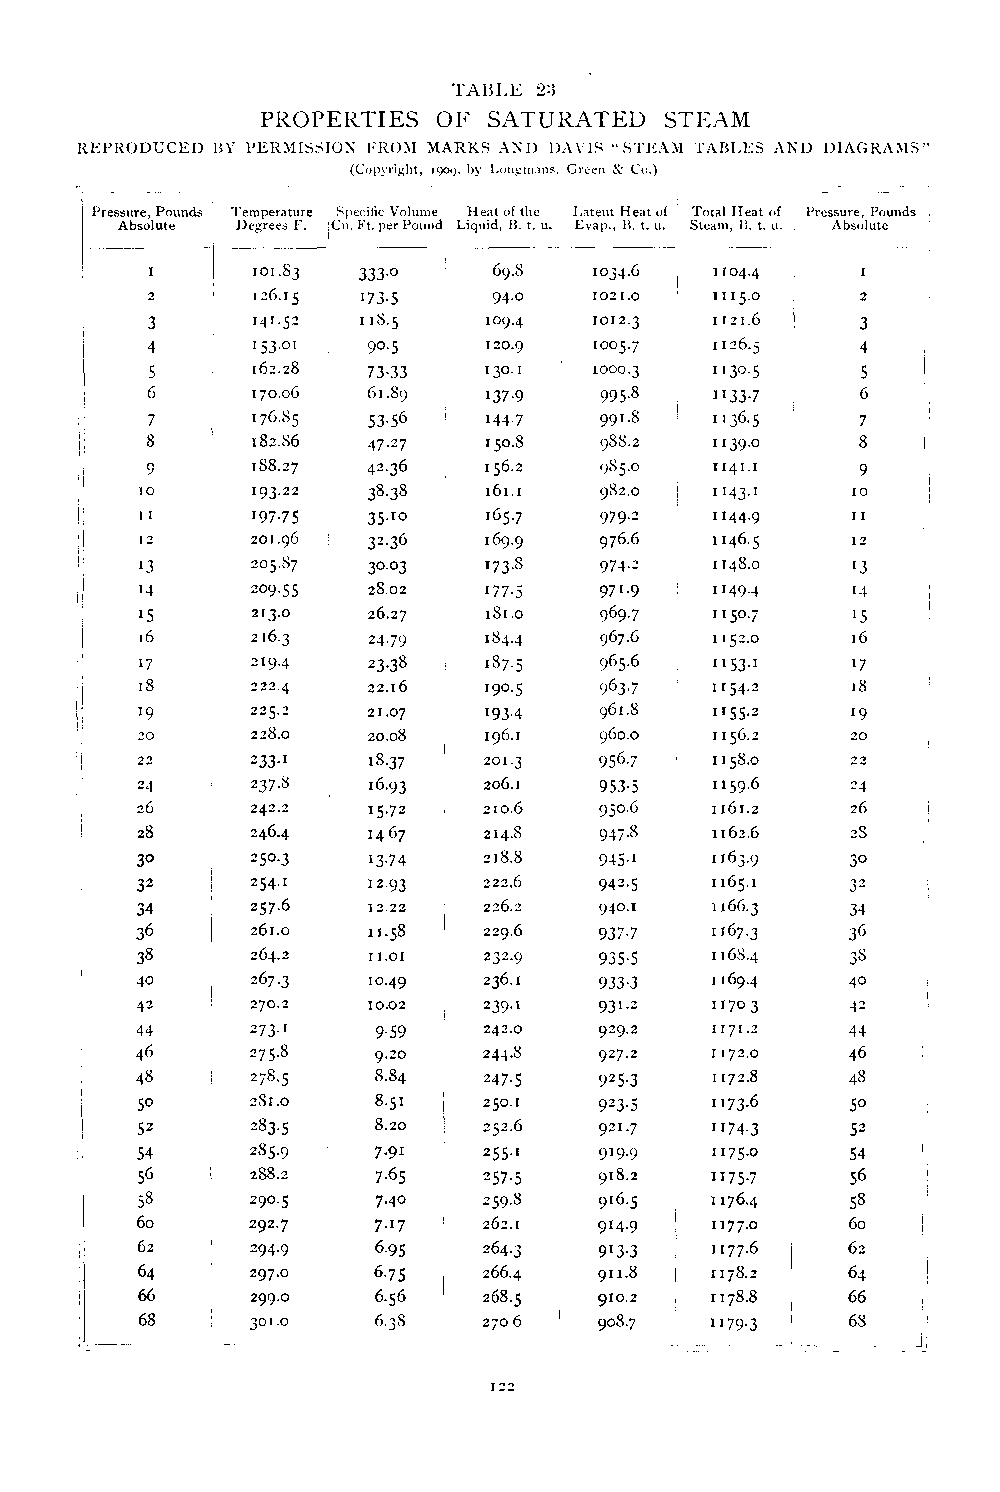 TABLE 23
PROPERTIES OF SATURATED STEAM
REPRODUCED BY PERMISSION FROM MARKS AND DAVIS "STEAM TABLES AND DIAGRAMS"
(Copyright, 1909, by Longmans, Green & Co.)
Pressure, Pounds Absolute Temperature Degrees F. Specific Volume Cu. Ft. per Pound Heat of the Liquid, B. t. u. Latent Heat of Evap., B. t. u. Total Heat of Steam, B. t. u. Pressure, Pounds Absolute
1 101.83 333.0 69.8 1034.6 1104.4 1
2 126.15 173.5 94.0 1021.0 1115.0 2
3 141.52 118.5 109.4 1012.3 1121.6 3
4 153.01 90.5 120.9 1005.7 1126.5 4
5 162.28 73.33 130.1 1000.3 1130.5 5
6 170.06 61.89 137.9 995.8 1133.7 6
7 176.85 53.56 144.7 991.8 1136.5 7
8 182.86 47.27 150.8 988.2 1139.0 8
9 188.27 42.36 156.2 985.0 1141.1 9
10 193.22 38.38 161.1 982.0 1143.1 10
11 197.75 35.10 165.7 979.2 1144.9 11
12 201.96 32.36 169.9 976.6 1146.5 12
13 205.87 30.03 173.8 974.2 1148.0 13
14 209.55 28.02 177.5 971.9 1149.4 14
15 213.0 26.27 181.0 969.7 1150.7 15
16 216.3 24.79 184.4 967.6 1152.0 16
17 219.4 23.38 187.5 965.6 1153.1 17
18 222.4 22.16 190.5 963.7 1154.2 18
19 225.2 21.07 193.4 961.8 1155.2 19
20 228.0 20.08 196.1 960.0 1156.2 20
22 233.1 18.37 201.3 956.7 1158.0 22
24 237.8 16.93 206.1 953.5 1159.6 24
26 242.2 15.72 210.6 950.6 1161.2 26
28 246.4 14.67 214.8 947.8 1162.6 28
30 250.3 13.74 218.8 945.1 1163.9 30
32 254.1 12.93 222.6 942.5 1165.1 32
34 257.6 12.22 226.2 940.1 1166.3 34
36 261.0 11.58 229.6 937.7 1167.3 36
38 264.2 11.01 232.9 935.5 1168.4 38
40 267.3 10.49 236.1 933.3 1169.4 40
42 270.2 10.02 239.1 931.2 1170.3 42
44 273.1 9.59 242.0 929.2 1171.2 44
46 275.8 9.20 244.8 927.2 1172.0 46
48 278.5 8.84 247.5 925.3 1172.8 48
50 281.0 8.51 250.1 923.5 1173.6 50
52 283.5 8.20 252.6 921.7 1174.3 52
54 285.9 7.91 255.1 919.9 1175.0 54
56 288.2 7.65 257.5 918.2 1175.7 56
58 290.5 7.40 259.8 916.5 1176.4 58
60 292.7 7.17 262.1 914.9 1177.0 60
62 294.9 6.95 264.3 913.3 1177.6 62
64 297.0 6.75 266.4 911.8 1178.2 64
66 299.0 6.56 268.5 910.2 1178.8 66
68 301.0 6.38 270.6 908.7 1179.3 68
122